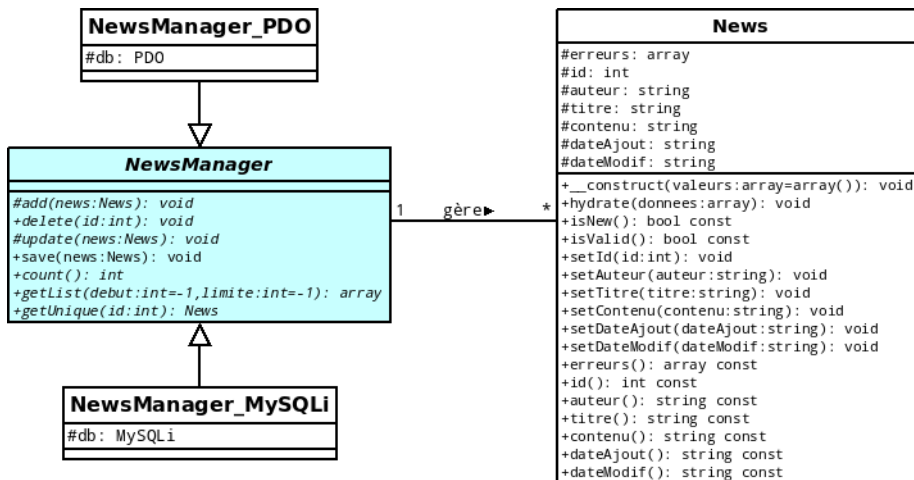 NewsManager_PDO
#db: PDO
NewsManager
#add(news:News): void
+delete(id:int): void
#update(news:News): void
+save(news:News): void
+count(): int
+getList(debut:int=-1,limite:int=-1): array
+getUnique(id:int): News
1 gère► *
NewsManager_MySQLi
#db: MySQLi
News
#erreurs: array
#id: int
#auteur: string
#titre: string
#contenu: string
#dateAjout: string
#dateModif: string
+__construct(valeurs:array=array()): void
+hydrate(donnees:array): void
+isNew(): bool const
+isValid(): bool const
+setId(id:int): void
+setAuteur(auteur:string): void
+setTitre(titre:string): void
+setContenu(contenu:string): void
+setDateAjout(dateAjout:string): void
+setDateModif(dateModif:string): void
+erreurs(): array const
+id(): int const
+auteur(): string const
+titre(): string const
+contenu(): string const
+dateAjout(): string const
+dateModif(): string const